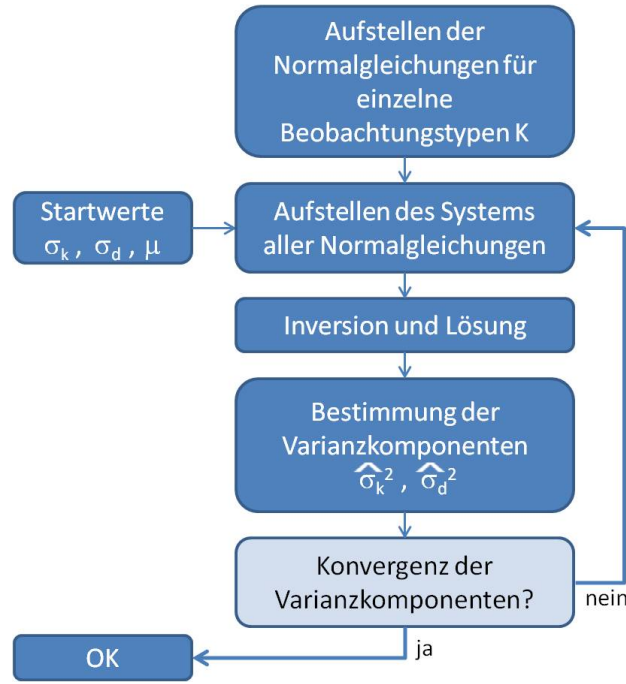 Aufstellen der
Normalgleichungen für
einzelne
Beobachtungstypen K
Startwerte
σk , σd , μ
Aufstellen des Systems
aller Normalgleichungen
Inversion und Lösung
Bestimmung der
Varianzkomponenten
σ̂k² , σ̂d²
Konvergenz der
Varianzkomponenten?
nein
ja
OK